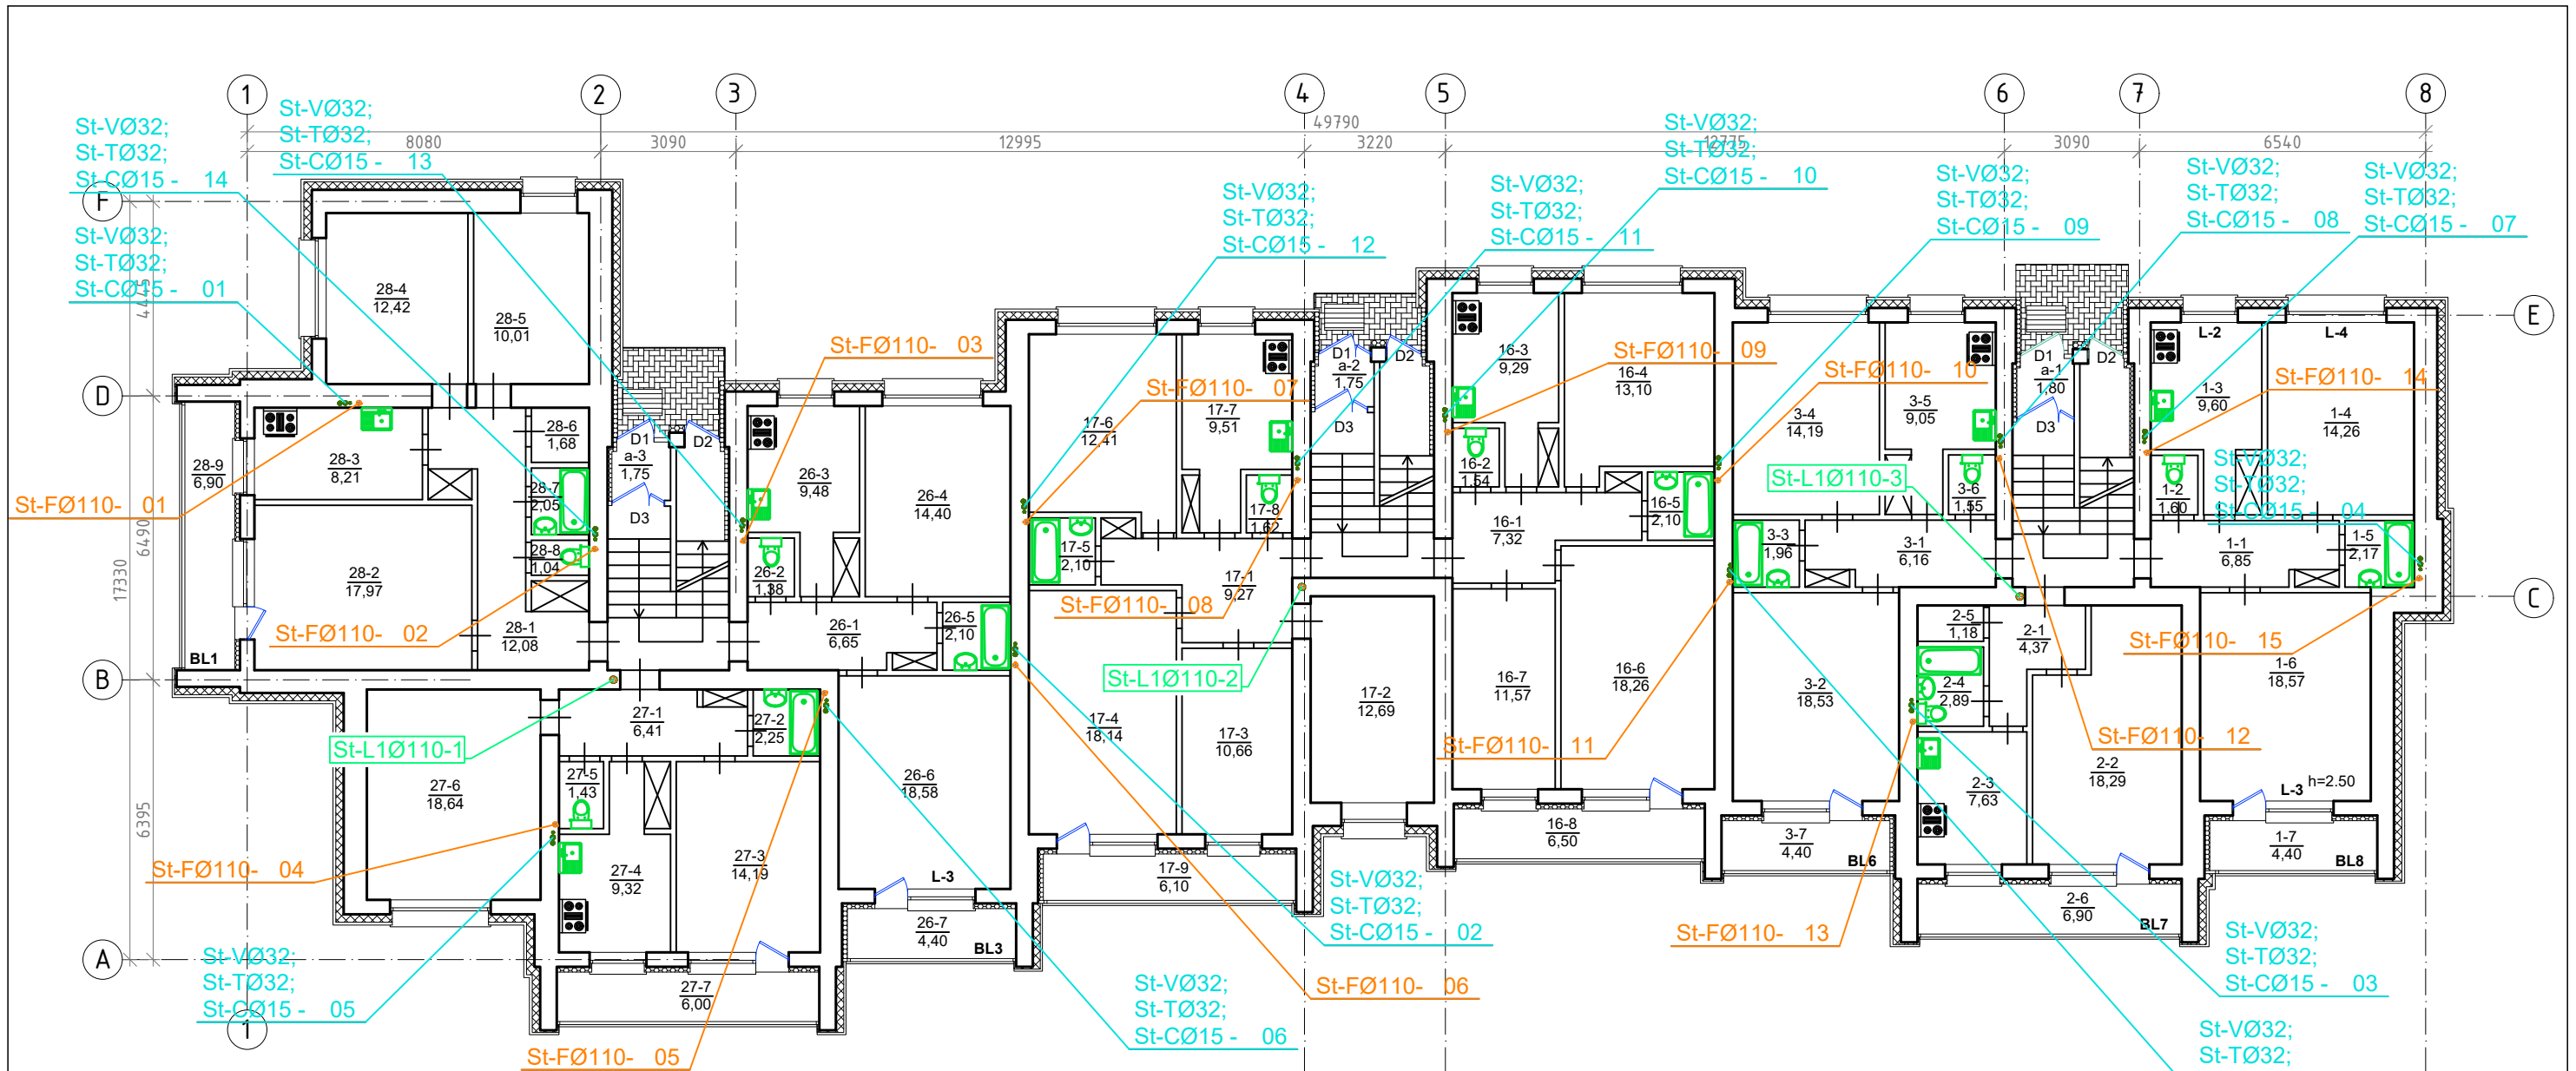 1
2
3
4
5
6
7
8
49790
8080
3090
12995
3220
12775
3090
6540
F
D
B
A
1
E
C
4445
6490
17330
6395
St-VØ32;
St-TØ32;
St-CØ15 - 14
St-VØ32;
St-TØ32;
St-CØ15 - 13
St-VØ32;
St-TØ32;
St-CØ15 - 01
St-VØ32;
St-TØ32;
St-CØ15 - 12
St-VØ32;
St-TØ32;
St-CØ15 - 11
St-VØ32;
St-TØ32;
St-CØ15 - 10
St-VØ32;
St-TØ32;
St-CØ15 - 09
St-VØ32;
St-TØ32;
St-CØ15 - 08
St-VØ32;
St-TØ32;
St-CØ15 - 07
St-VØ32;
St-TØ32;
St-CØ15 - 04
St-FØ110- 01
St-FØ110- 02
St-FØ110- 03
St-FØ110- 07
St-FØ110- 08
St-FØ110- 09
St-FØ110- 10
St-FØ110- 14
St-L1Ø110-3
St-L1Ø110-2
St-L1Ø110-1
St-FØ110- 15
St-FØ110- 12
St-FØ110- 11
St-FØ110- 04
St-FØ110- 13
St-FØ110- 06
St-FØ110- 05
St-VØ32;
St-TØ32;
St-CØ15 - 05
St-VØ32;
St-TØ32;
St-CØ15 - 06
St-VØ32;
St-TØ32;
St-CØ15 - 02
St-VØ32;
St-TØ32;
St-CØ15 - 03
St-VØ32;
St-TØ32;
28-4
12,42
28-5
10,01
28-6
1,68
28-9
6,90
28-3
8,21
28-7
2,05
28-8
1,04
28-2
17,97
28-1
12,08
BL1
D1
D2
a-3
1,75
D3
26-3
9,48
26-4
14,40
26-2
1,38
26-1
6,65
26-5
2,10
26-6
18,58
L-3
26-7
4,40
BL3
27-1
6,41
27-2
2,25
27-6
18,64
27-5
1,43
27-4
9,32
27-3
14,19
27-7
6,00
17-6
12,41
17-7
9,51
17-8
1,62
17-5
2,10
17-1
9,27
17-4
18,14
17-3
10,66
17-2
12,69
17-9
6,10
D1
D2
a-2
1,75
D3
16-3
9,29
16-4
13,10
16-2
1,54
16-5
2,10
16-1
7,32
16-7
11,57
16-6
18,26
16-8
6,50
3-4
14,19
3-5
9,05
3-6
1,55
3-3
1,96
3-1
6,16
3-2
18,53
3-7
4,40
BL6
D1
D2
a-1
1,80
D3
2-5
1,18
2-1
4,37
2-4
2,89
2-3
7,63
2-2
18,29
2-6
6,90
BL7
L-2
L-4
1-3
9,60
1-4
14,26
1-2
1,60
1-1
6,85
1-5
2,17
1-6
18,57
L-3
h=2.50
1-7
4,40
BL8